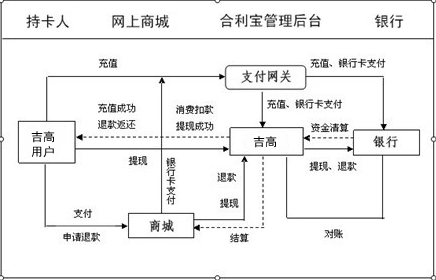 持卡人 网上商城 合利宝管理后台 银行
充值
支付网关
充值、银行卡支付
充值成功
退款返还
消费扣款
提现成功
充值、银行卡支付
资金清算
吉高
用户
吉高
银行
提现
银行卡支付
退款
提现、退款
支付
提现
申请退款
商城
结算
对账